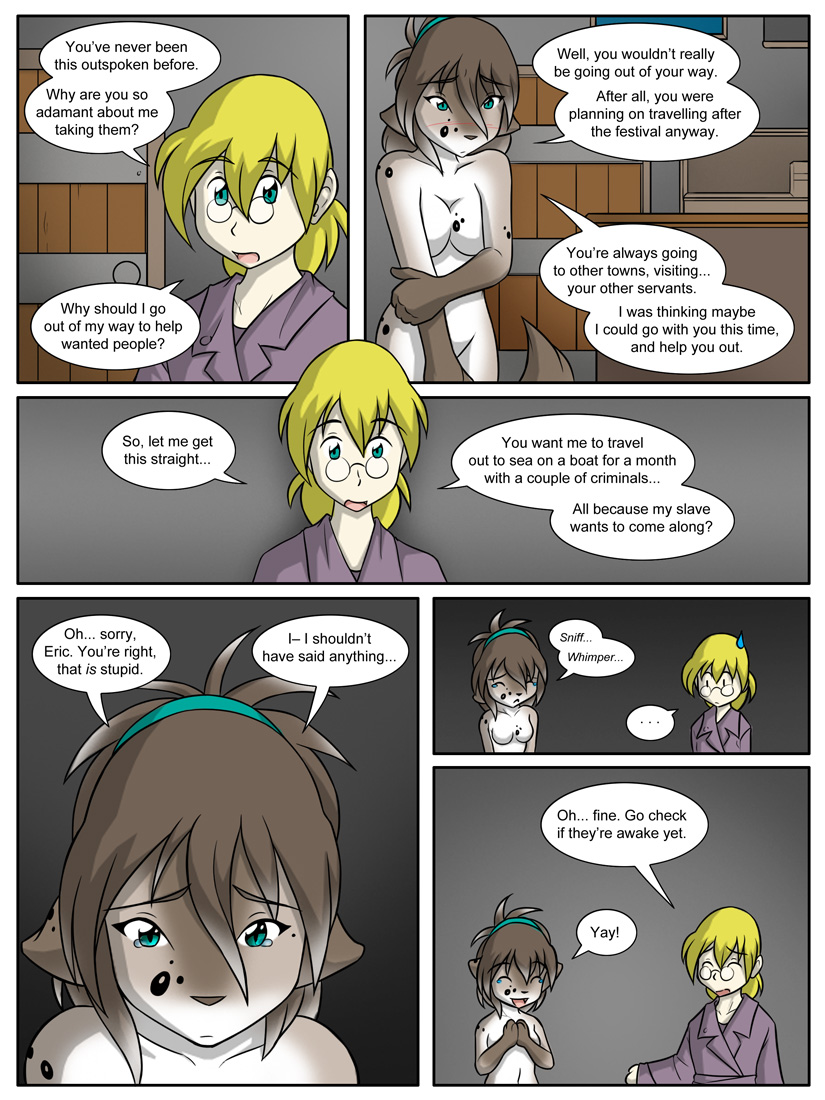 You've never been
this outspoken before.
Why are you so
adamant about me
taking them?
Why should I go
out of my way to help
wanted people?
Well, you wouldn't really
be going out of your way.
After all, you were
planning on travelling after
the festival anyway.
You're always going
to other towns, visiting...
your other servants.
I was thinking maybe
I could go with you this time,
and help you out.
So, let me get
this straight...
You want me to travel
out to sea on a boat for a month
with a couple of criminals...
All because my slave
wants to come along?
Oh... sorry,
Eric. You're right,
that is stupid.
I– I shouldn't
have said anything...
Sniff...
Whimper...
. . .
Oh... fine. Go check
if they're awake yet.
Yay!